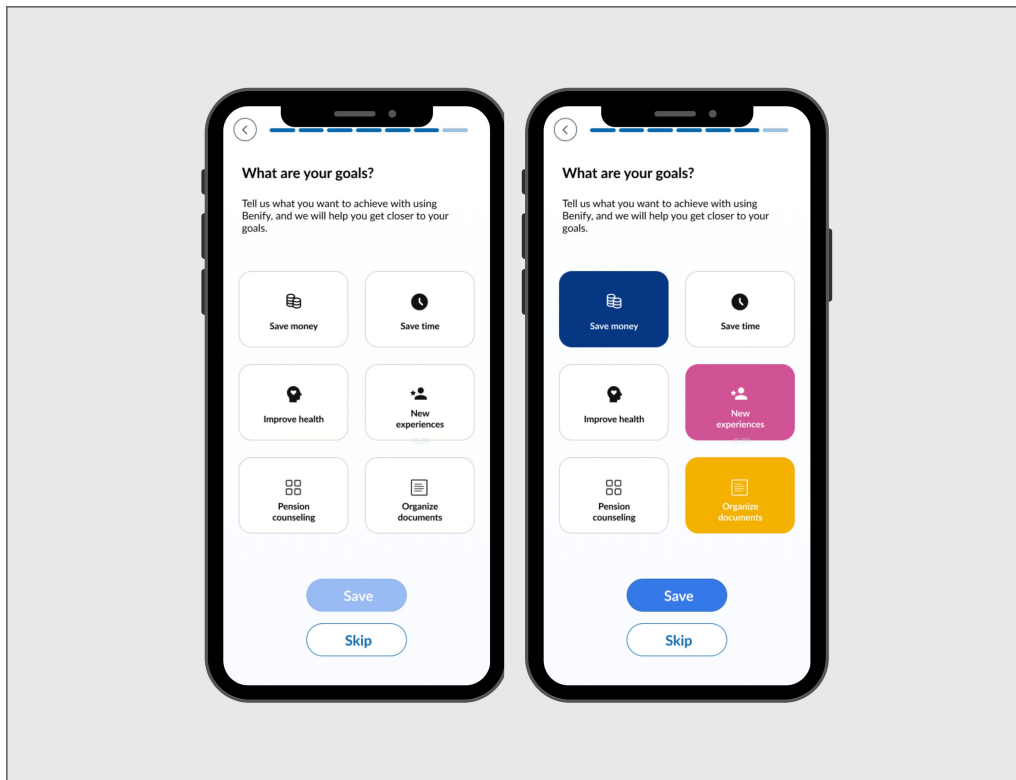 What are your goals?
Tell us what you want to achieve with using
Benify, and we will help you get closer to your
goals.
Save money
Save time
Improve health
New
experiences
Pension
counseling
Organize
documents
Save
Skip
What are your goals?
Tell us what you want to achieve with using
Benify, and we will help you get closer to your
goals.
Save money
Save time
Improve health
New
experiences
Pension
counseling
Organize
documents
Save
Skip